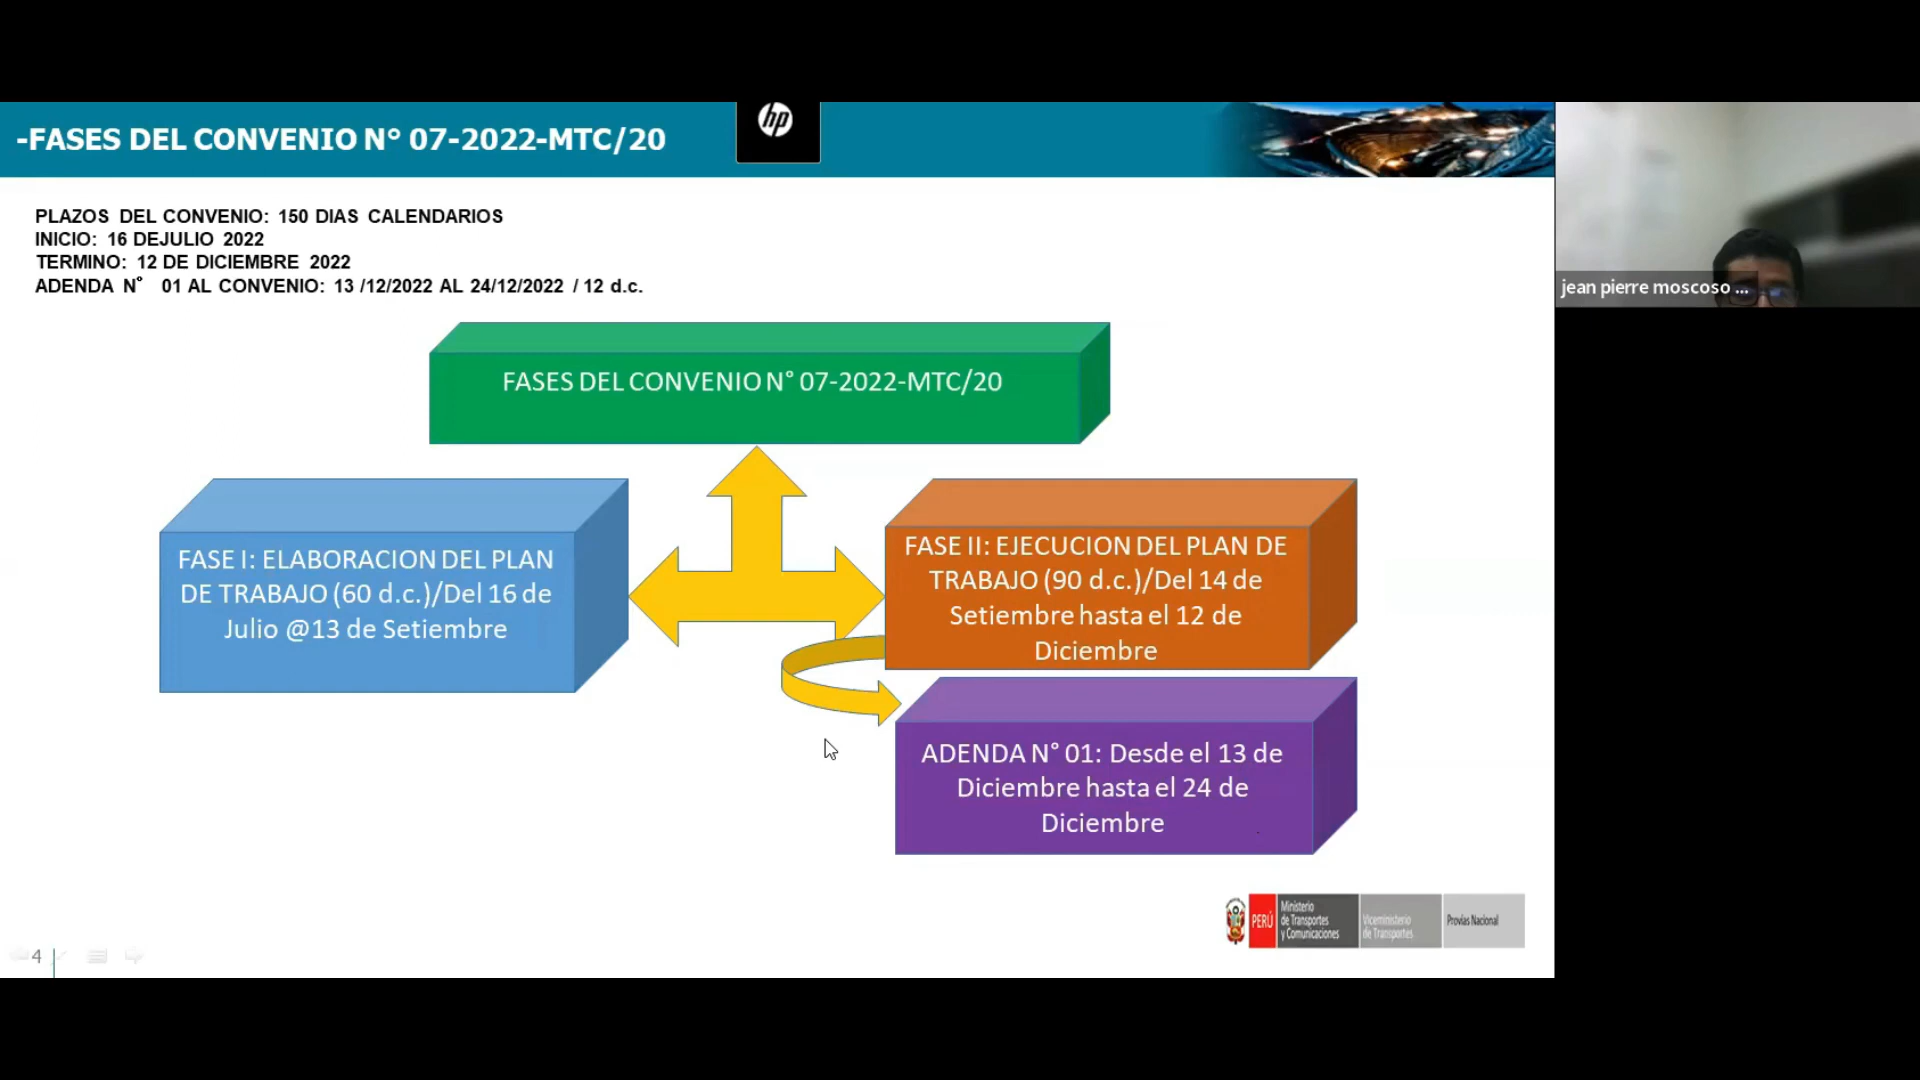 -FASES DEL CONVENIO N° 07-2022-MTC/20
hp
PLAZOS DEL CONVENIO: 150 DIAS CALENDARIOS
INICIO: 16 DEJULIO 2022
TERMINO: 12 DE DICIEMBRE 2022
ADENDA N° 01 AL CONVENIO: 13 /12/2022 AL 24/12/2022 / 12 d.c.
jean pierre moscoso ...
FASES DEL CONVENIO N° 07-2022-MTC/20
FASE I: ELABORACION DEL PLAN
DE TRABAJO (60 d.c.)/Del 16 de
Julio @13 de Setiembre
FASE II: EJECUCION DEL PLAN DE
TRABAJO (90 d.c.)/Del 14 de
Setiembre hasta el 12 de
Diciembre
ADENDA N° 01: Desde el 13 de
Diciembre hasta el 24 de
Diciembre
PERÚ
Ministerio
de Transportes
y Comunicaciones
Viceministerio
de Transportes
Provías Nacional
4